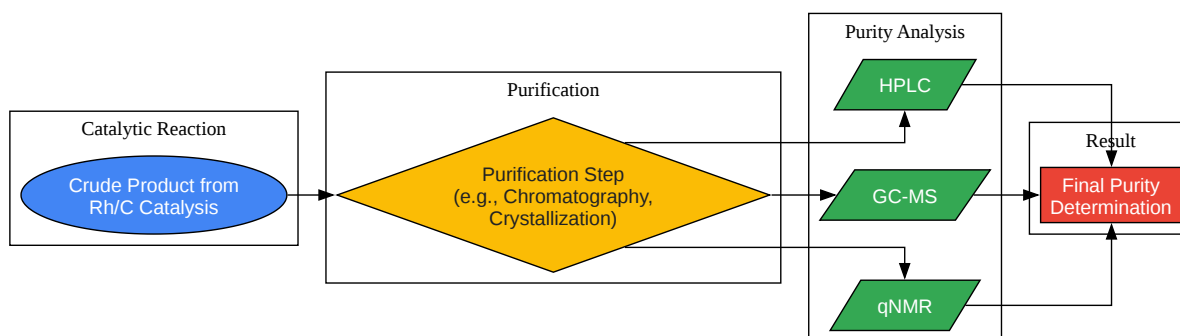 Catalytic Reaction
Crude Product from
Rh/C Catalysis
Purification
Purification Step
(e.g., Chromatography,
Crystallization)
Purity Analysis
HPLC
GC-MS
qNMR
Result
Final Purity
Determination